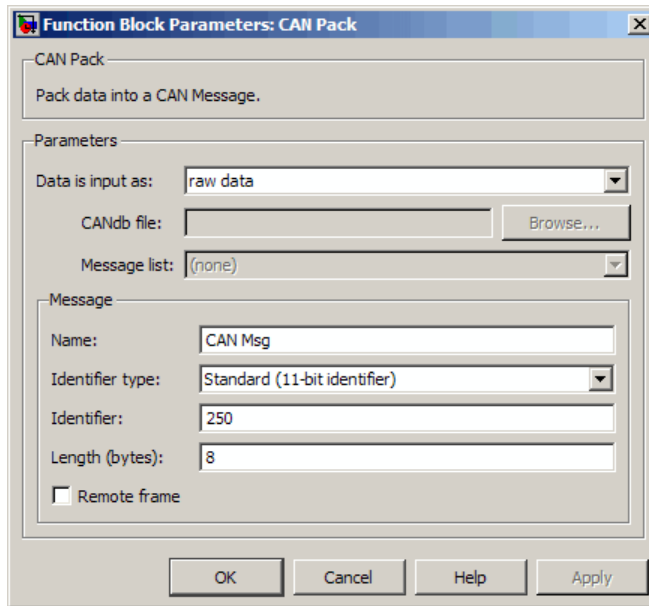 Function Block Parameters: CAN Pack
CAN Pack
Pack data into a CAN Message.
Parameters
Data is input as: raw data
CANdb file: Browse...
Message list: (none)
Message
Name: CAN Msg
Identifier type: Standard (11-bit identifier)
Identifier: 250
Length (bytes): 8
Remote frame
OK Cancel Help Apply